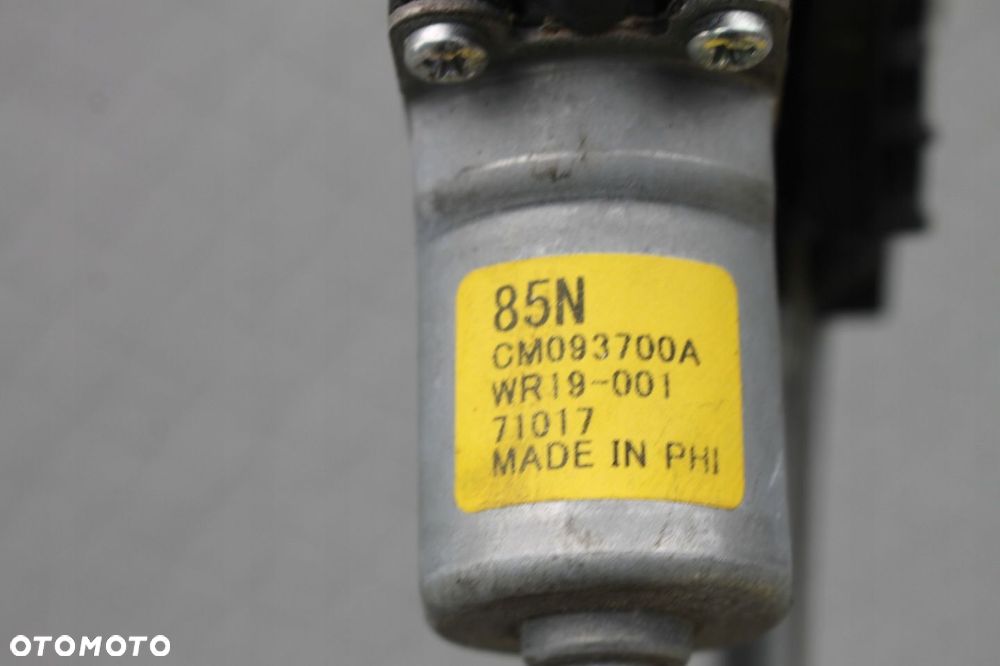 85N
CM093700A
WR19-001
71017
MADE IN PHI
OTOMOTO